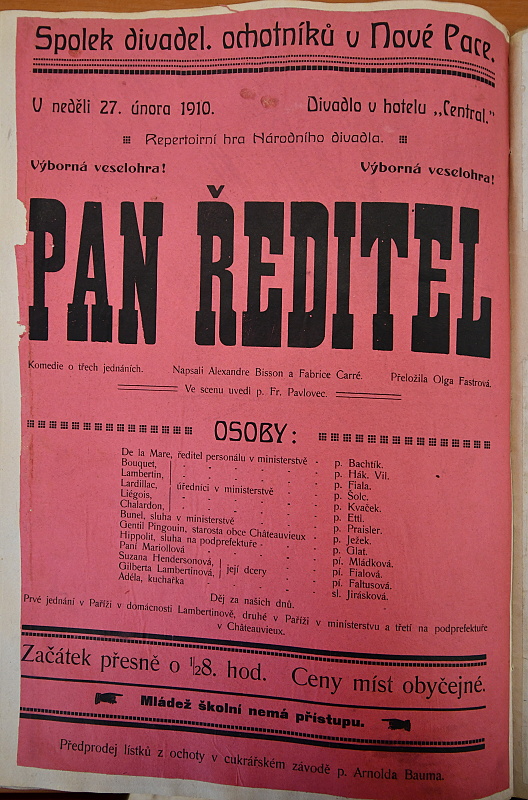 Spolek divadel. ochotníků v Nové Pace.
V neděli 27. února 1910. Divadlo v hotelu „Central."
Repertoirní hra Národního divadla.
Výborná veselohra! Výborná veselohra!
PAN ŘEDITEL
Komedie o třech jednáních. Napsali Alexandre Bisson a Fabrice Carré. Přeložila Olga Fastrová.
Ve scenu uvedl p. Fr. Pavlovec.
OSOBY:
De la Mare, ředitel personálu v ministerstvě - p. Bachtík.
Bouquet, p. Hák. Vil.
Lambertin, p. Fiala.
Lardillac, úředníci v ministerstvě p. Šolc.
Liégois, p. Kvaček.
Chalardon, p. Ettl.
Bunel, sluha v ministerstvě p. Praisler.
Gentil Pingouin, starosta obce Châteauvieux p. Ježek.
Hippolit, sluha na podprefektuře p. Glat.
Paní Mariollová pí. Mládková.
Suzana Hendersonová, pí. Fialová.
Gilberta Lambertinová, její dcery pí. Faltusová.
Adéla, kuchařka sl. Jirásková.
Děj za našich dnů.
Prvé jednání v Paříži v domácnosti Lambertinově, druhé v Paříži v ministerstvu a třetí na podprefektuře
v Châteauvieux.
Začátek přesně o ½8. hod. Ceny míst obyčejné.
Mládež školní nemá přístupu.
Předprodej lístků z ochoty v cukrářském závodě p. Arnolda Bauma.